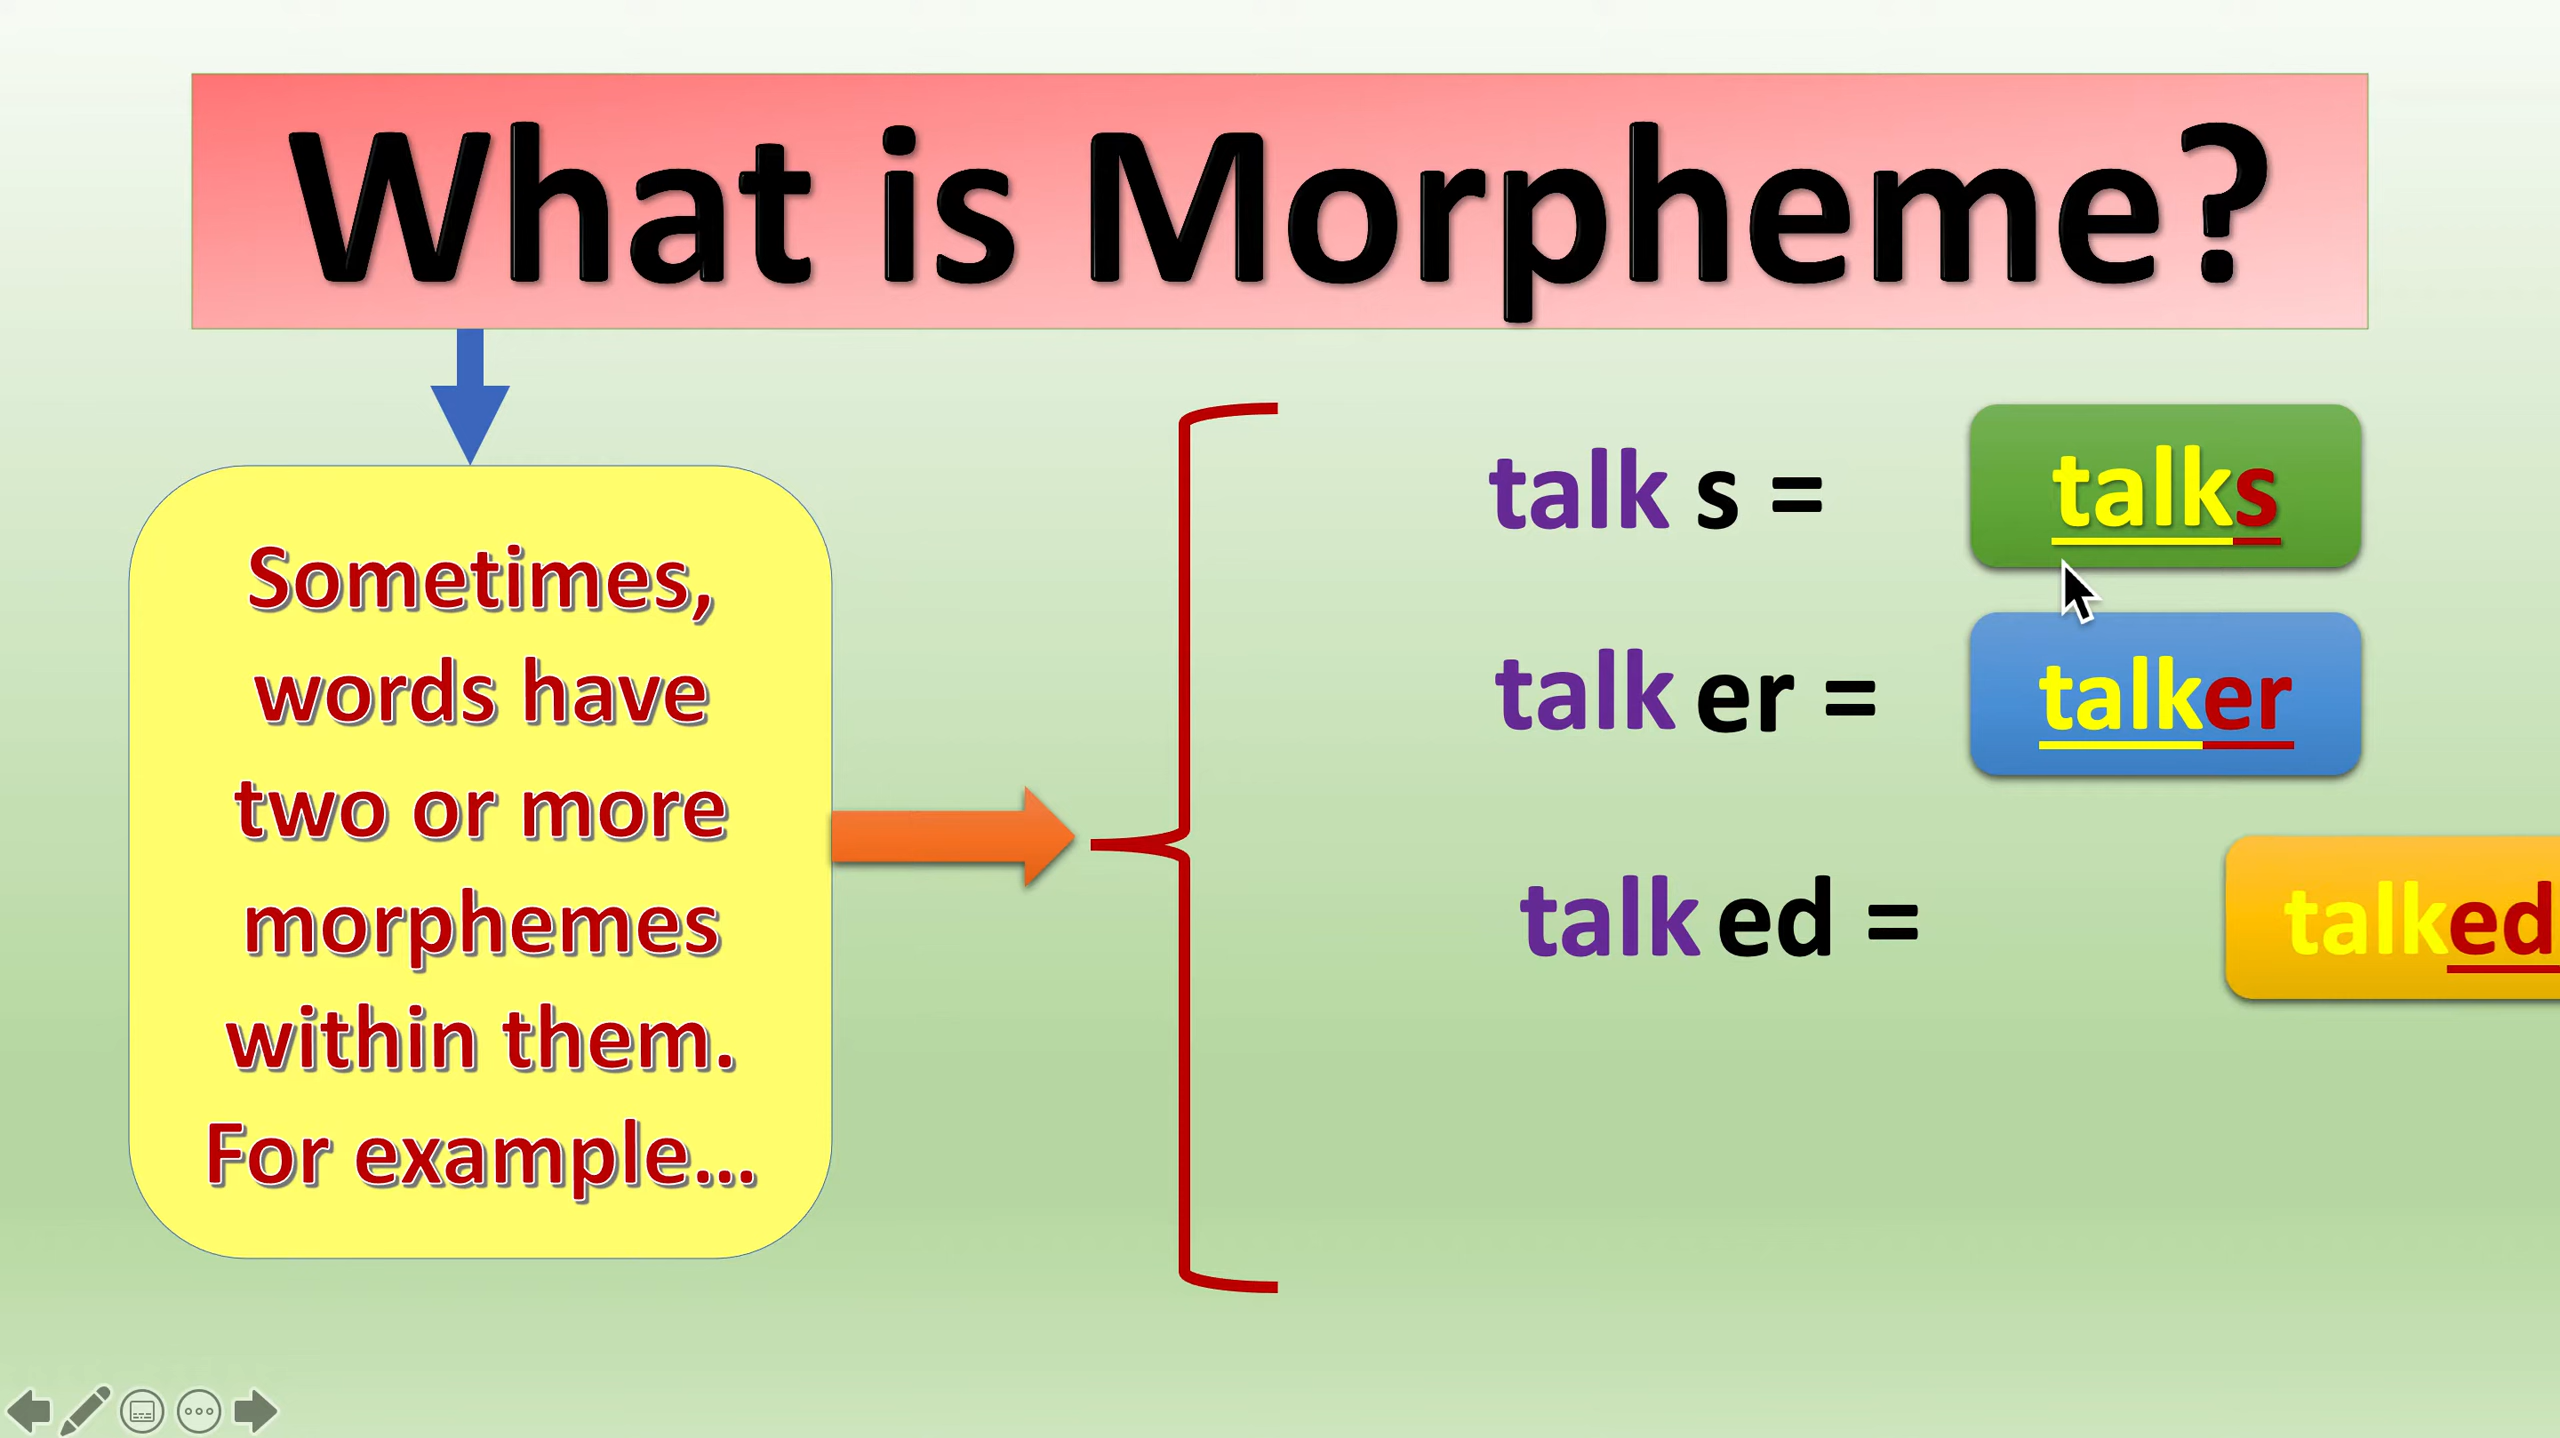 What is Morpheme?
Sometimes,
words have
two or more
morphemes
within them.
For example...
talk s = talks
talk er = talker
talk ed = talked